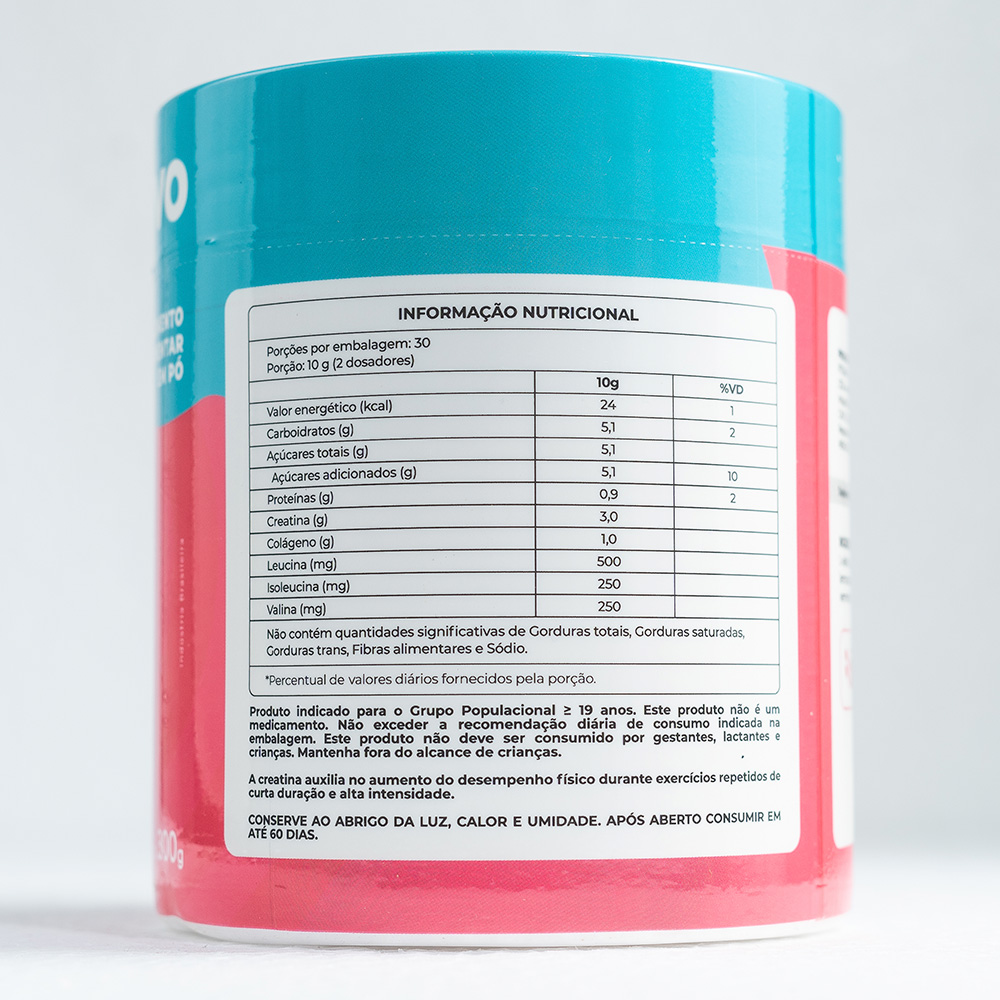 INFORMAÇÃO NUTRICIONAL
Porções por embalagem: 30
Porção: 10 g (2 dosadores)
10g %VD
Valor energético (kcal) 24 1
Carboidratos (g) 5,1 2
Açúcares totais (g) 5,1
Açúcares adicionados (g) 5,1 10
Proteínas (g) 0,9 2
Creatina (g) 3,0
Colágeno (g) 1,0
Leucina (mg) 500
Isoleucina (mg) 250
Valina (mg) 250
Não contém quantidades significativas de Gorduras totais, Gorduras saturadas,
Gorduras trans, Fibras alimentares e Sódio.
*Percentual de valores diários fornecidos pela porção.
Produto indicado para o Grupo Populacional ≥ 19 anos. Este produto não é um
medicamento. Não exceder a recomendação diária de consumo indicada na
embalagem. Este produto não deve ser consumido por gestantes, lactantes e
crianças. Mantenha fora do alcance de crianças.
A creatina auxilia no aumento do desempenho físico durante exercícios repetidos de
curta duração e alta intensidade.
CONSERVE AO ABRIGO DA LUZ, CALOR E UMIDADE. APÓS ABERTO CONSUMIR EM
ATÉ 60 DIAS.
PÓ
Indústria Brasileira
300g